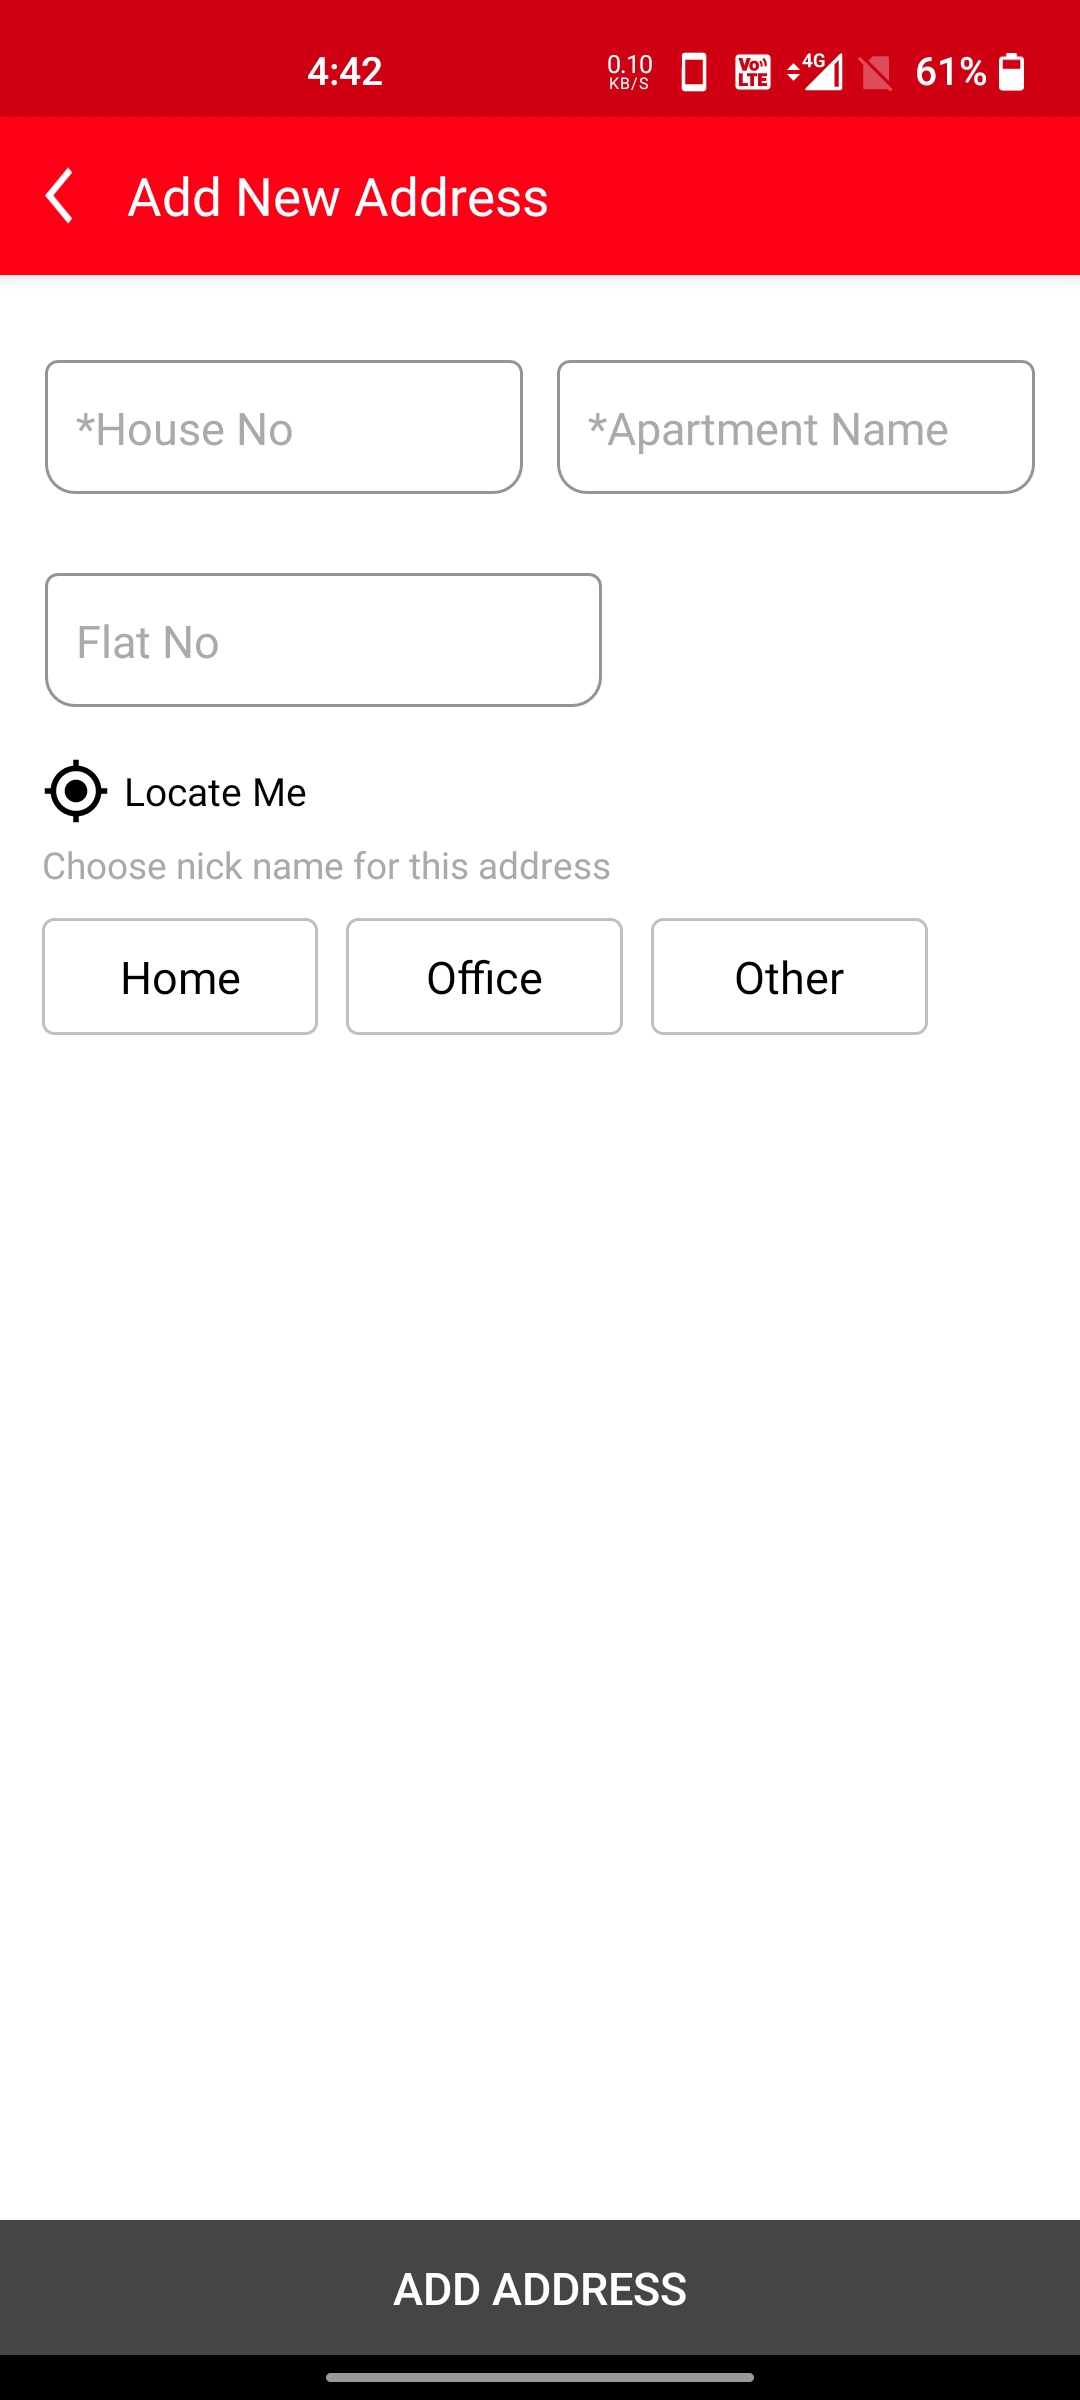 4:42 0.10 KB/S Vo LTE 4G 61%
Add New Address
*House No *Apartment Name
Flat No
Locate Me
Choose nick name for this address
Home Office Other
ADD ADDRESS